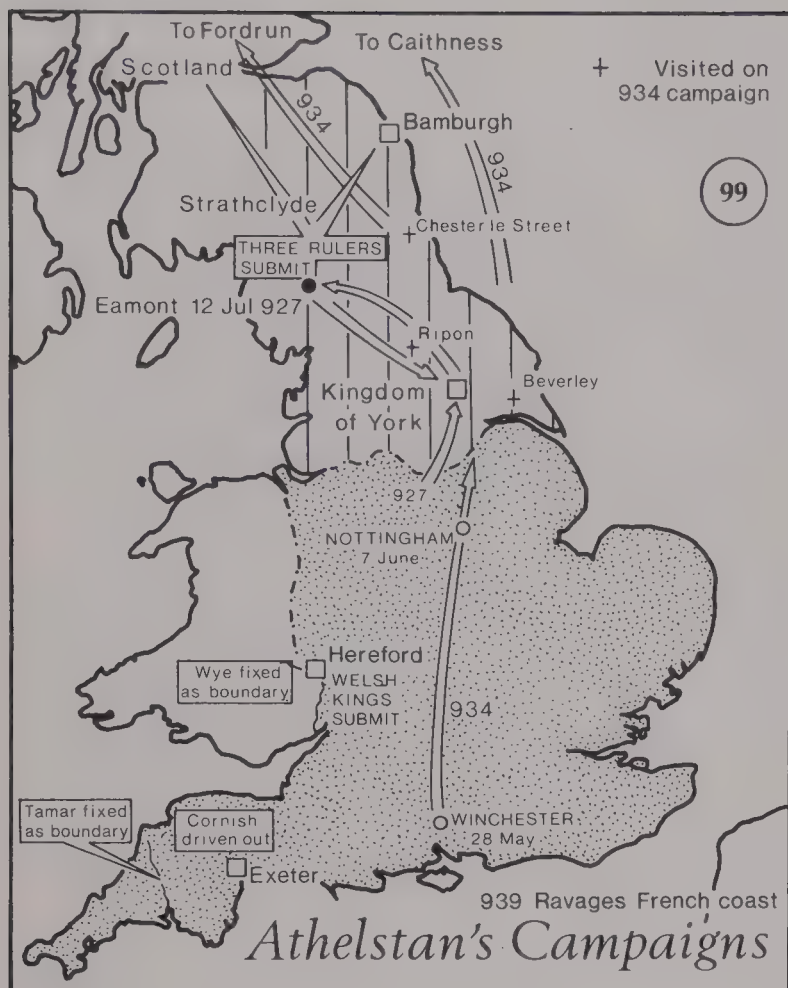 To Fordrun
To Caithness
Scotland
+ Visited on
934 campaign
934
Bamburgh
934
99
Strathclyde
Chester le Street
THREE RULERS
SUBMIT
Eamont 12 Jul 927
Ripon
Kingdom
of York
Beverley
927
NOTTINGHAM
7 June
Hereford
Wye fixed
as boundary
WELSH
KINGS
SUBMIT
934
Tamar fixed
as boundary
Cornish
driven out
WINCHESTER
28 May
Exeter
939 Ravages French coast
Athelstan's Campaigns